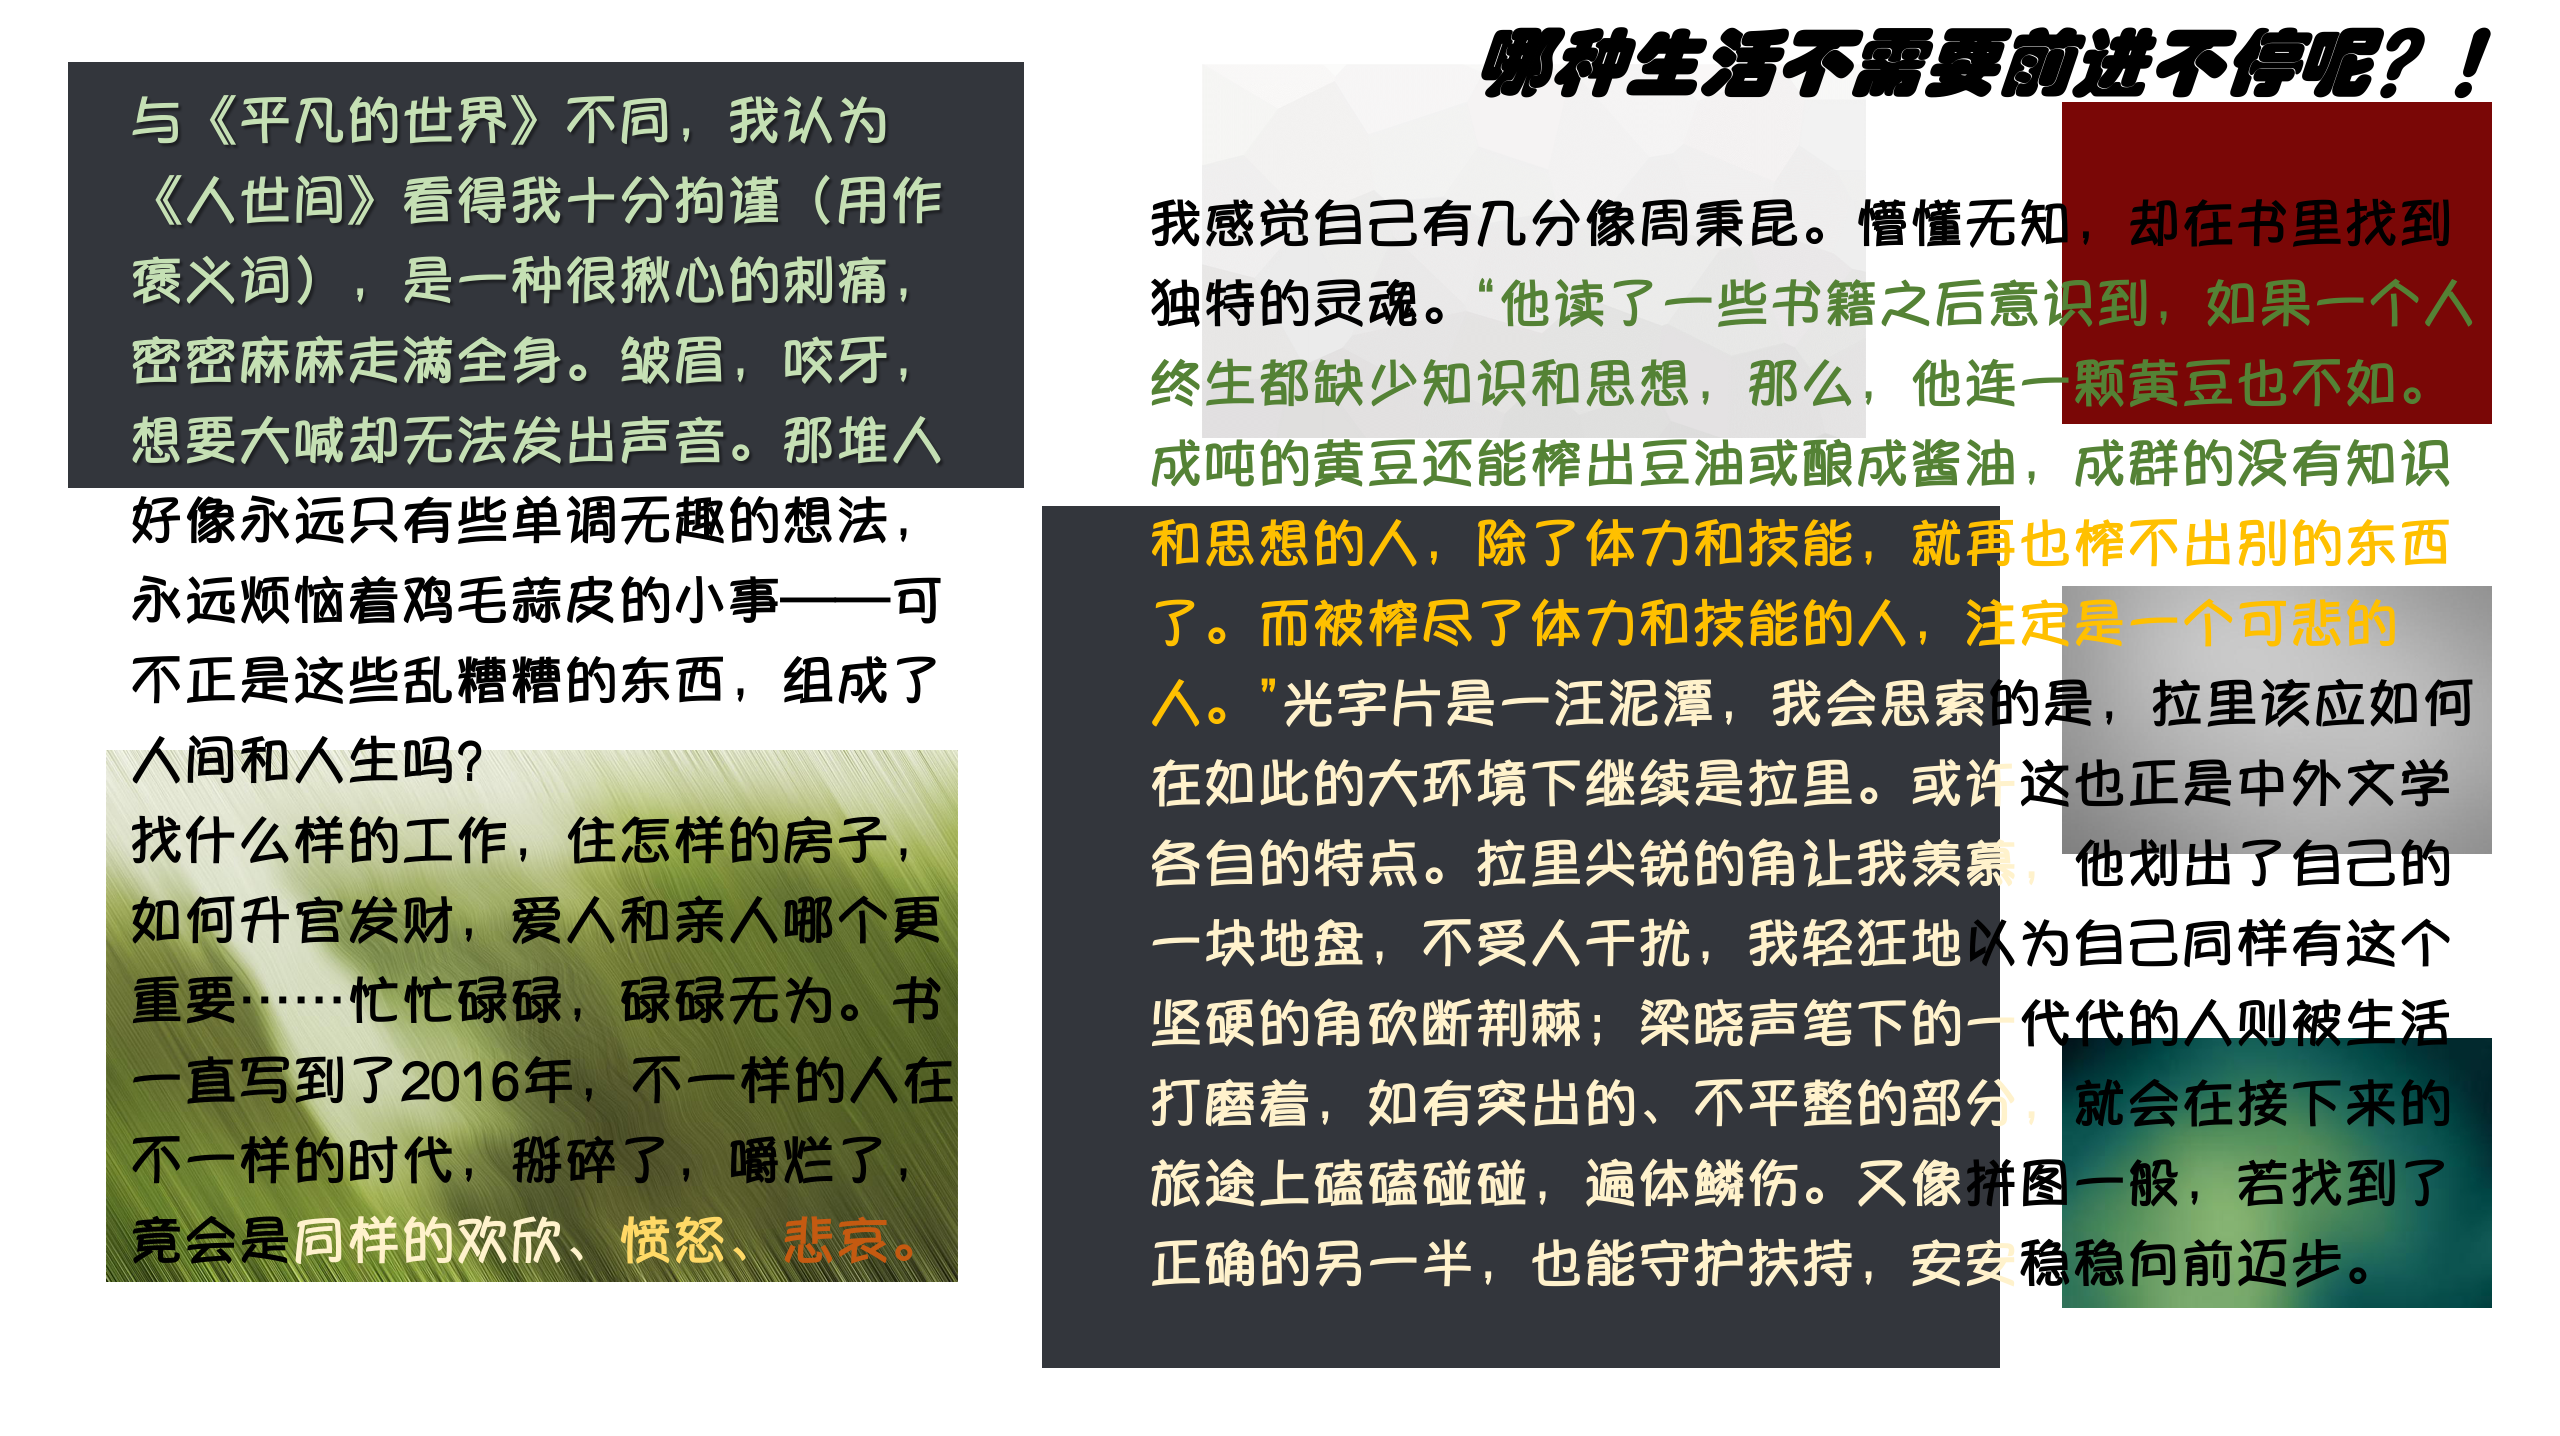 哪种生活不需要前进不停呢？！
与《平凡的世界》不同，我认为
《人世间》看得我十分拘谨（用作
褒义词），是一种很揪心的刺痛，
密密麻麻走满全身。皱眉，咬牙，
想要大喊却无法发出声音。那堆人
好像永远只有些单调无趣的想法，
永远烦恼着鸡毛蒜皮的小事——可
不正是这些乱糟糟的东西，组成了
人间和人生吗？
找什么样的工作，住怎样的房子，
如何升官发财，爱人和亲人哪个更
重要……忙忙碌碌，碌碌无为。书
一直写到了2016年，不一样的人在
不一样的时代，掰碎了，嚼烂了，
竟会是同样的欢欣、愤怒、悲哀。
我感觉自己有几分像周秉昆。懵懂无知，却在书里找到
独特的灵魂。“他读了一些书籍之后意识到，如果一个人
终生都缺少知识和思想，那么，他连一颗黄豆也不如。
成吨的黄豆还能榨出豆油或酿成酱油，成群的没有知识
和思想的人，除了体力和技能，就再也榨不出别的东西
了。而被榨尽了体力和技能的人，注定是一个可悲的
人。”光字片是一汪泥潭，我会思索的是，拉里该应如何
在如此的大环境下继续是拉里。或许这也正是中外文学
各自的特点。拉里尖锐的角让我羡慕，他划出了自己的
一块地盘，不受人干扰，我轻狂地以为自己同样有这个
坚硬的角砍断荆棘；梁晓声笔下的一代代的人则被生活
打磨着，如有突出的、不平整的部分，就会在接下来的
旅途上磕磕碰碰，遍体鳞伤。又像拼图一般，若找到了
正确的另一半，也能守护扶持，安安稳稳向前迈步。